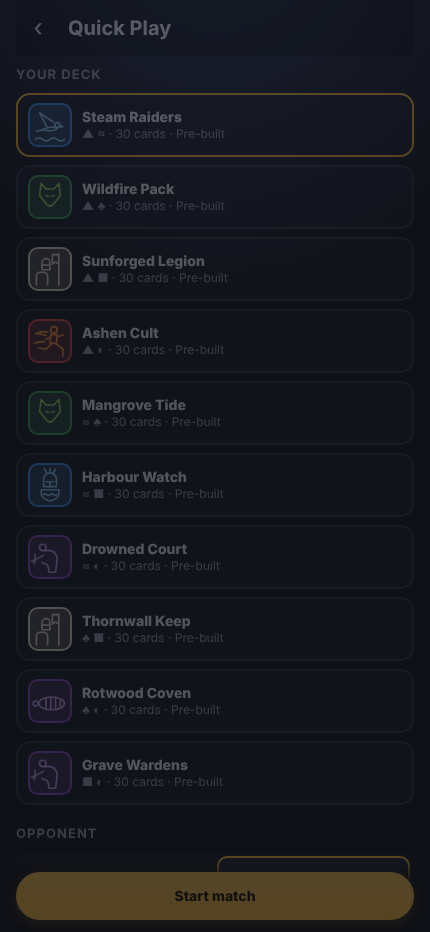 Quick Play
YOUR DECK
Steam Raiders
▲ ≈ · 30 cards · Pre-built
Wildfire Pack
▲ ♣ · 30 cards · Pre-built
Sunforged Legion
▲ ■ · 30 cards · Pre-built
Ashen Cult
▲ ◖ · 30 cards · Pre-built
Mangrove Tide
≈ ♣ · 30 cards · Pre-built
Harbour Watch
≈ ■ · 30 cards · Pre-built
Drowned Court
≈ ◖ · 30 cards · Pre-built
Thornwall Keep
♣ ■ · 30 cards · Pre-built
Rotwood Coven
♣ ◖ · 30 cards · Pre-built
Grave Wardens
■ ◖ · 30 cards · Pre-built
OPPONENT
Start match